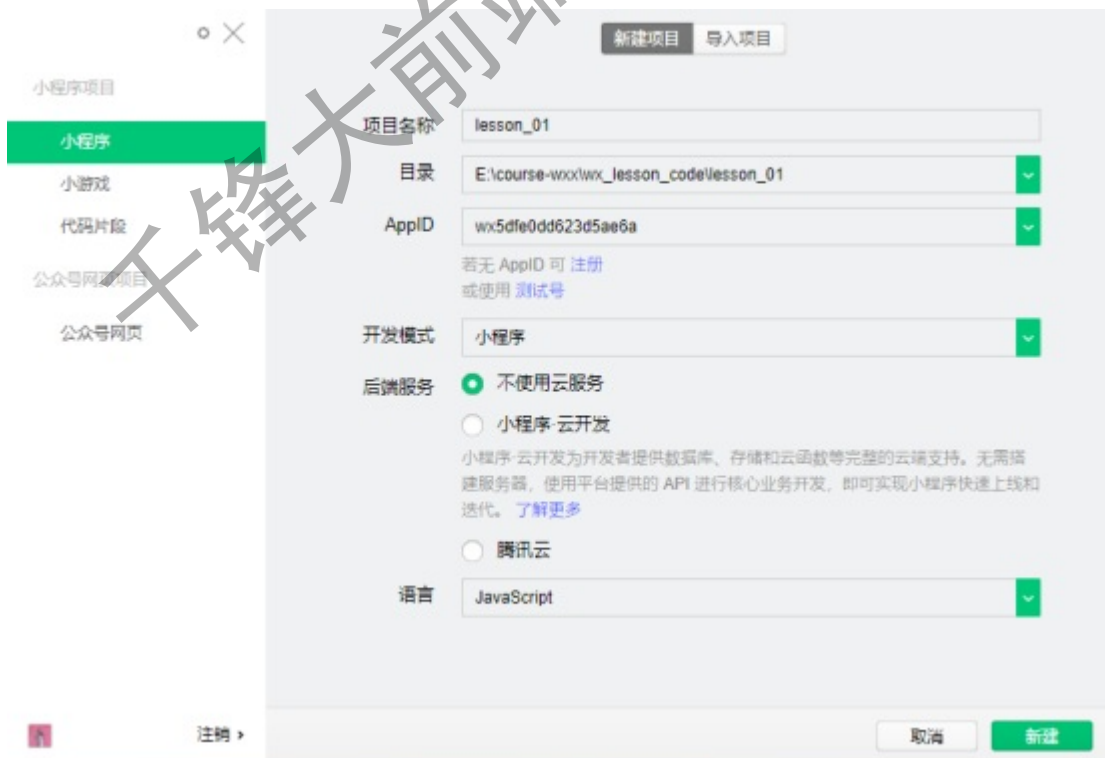 新建项目 导入项目
小程序项目
小程序
小游戏
代码片段
公众号网页项目
公众号网页
项目名称 lesson_01
目录 E:\course-wxx\wx_lesson_code\lesson_01
AppID wx5dfe0dd623d5ae6a
若无 AppID 可 注册
或使用 测试号
开发模式 小程序
后端服务 不使用云服务
小程序·云开发
小程序·云开发为开发者提供数据库、存储和云函数等完整的云端支持。无需搭
建服务器，使用平台提供的 API 进行核心业务开发，即可实现小程序快速上线和
迭代。 了解更多
腾讯云
语言 JavaScript
注销 ›
取消 新建
千锋大前端